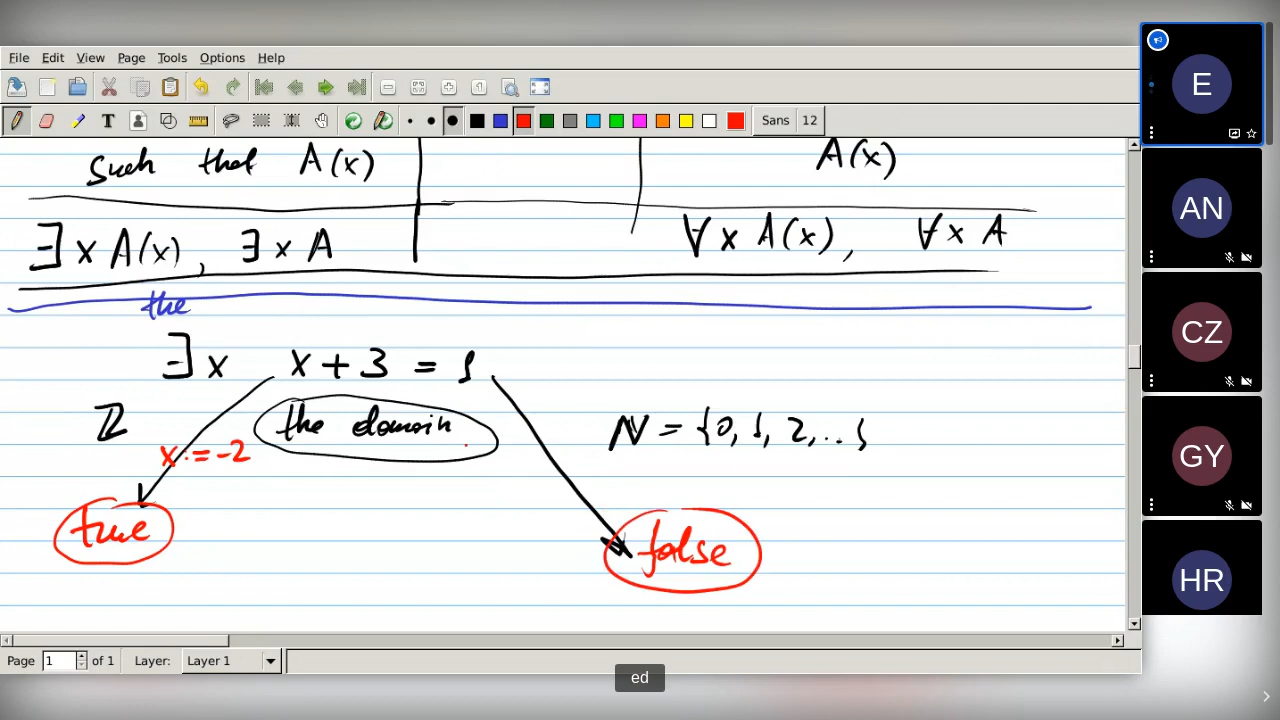 File Edit View Page Tools Options Help
Sans 12
such that A(x)
A(x)
∃x A(x), ∃x A
∀x A(x), ∀x A
the
∃x x + 3 = 1
ℤ
the domain
N = {0, 1, 2, ...}
x := -2
true
false
Page 1 of 1 Layer: Layer 1
ed
E
AN
CZ
GY
HR